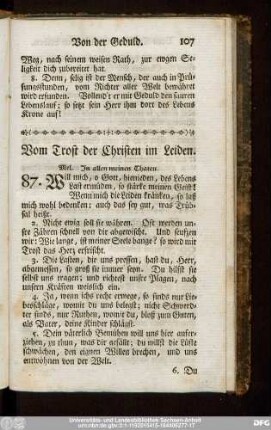 Von der Geduld. 107
Weg, nach seinem weisen Rath, zur ewgen Se-
ligkeit dich zubereitet hat.
8. Denn, selig ist der Mensch, der auch in Prü-
fungsstunden, vom Richter aller Welt bewähret
wird erfunden. Vollend't er mit Geduld den sauren
Lebenslauf; so setzt sein Herr ihm dort des Lebens
Krone auf!
Vom Trost der Christen im Leiden.
Mel. In allen meinen Thaten.
87. Will mich, o Gott, hienieden, des Lebens
Last ermüden, so stärke meinen Geist!
Wenn mich die Leiden kränken, so laß
mich wohl bedenken: auch das sey gut, was Trüb-
sal heißt.
2. Nicht ewig soll sie währen. Oft werden un-
sre Zähren schnell von dir abgewischt. Und seufzen
wir: Wie lange, ist meiner Seele bange? so wird mit
Trost das Herz erfrischt.
3. Die Lasten, die uns pressen, hast du, Herr,
abgemessen, so groß sie immer seyn. Du hilfst sie
selbst uns tragen; und richtest unsre Plagen, nach
unsern Kräften weislich ein.
4. Ja, wenn ichs recht erwege, so sinds nur Lie-
besschläge, womit du uns belegst; nicht Schwerd-
ter sinds, nur Ruthen, womit du, bloß zum Guten,
als Vater, deine Kinder schlägst.
5. Dein väterlich Bemühen will uns hier auser-
ziehen, zu thun, was dir gefällt; du willst die Lüste
schwächen, den eignen Willen brechen, und uns
entwöhnen von der Welt.
6. Du
Universitäts- und Landesbibliothek Sachsen-Anhalt